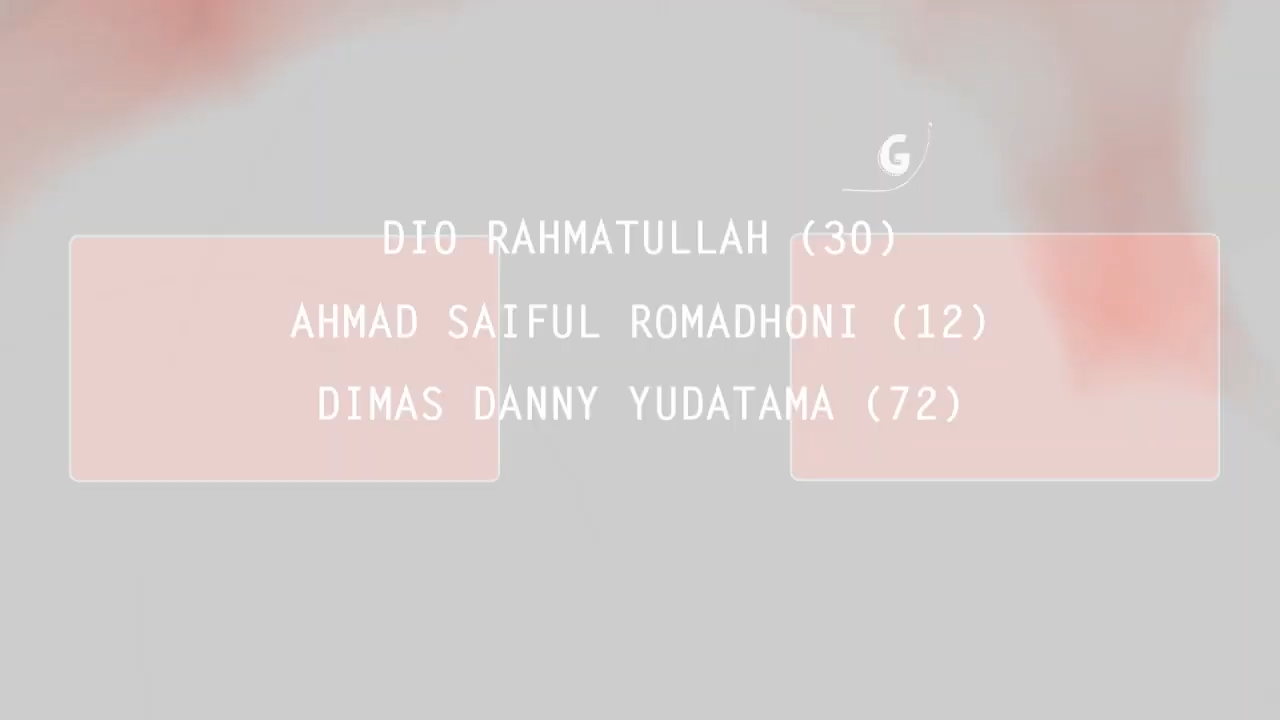 G
DIO RAHMATULLAH (30)
AHMAD SAIFUL ROMADHONI (12)
DIMAS DANNY YUDATAMA (72)